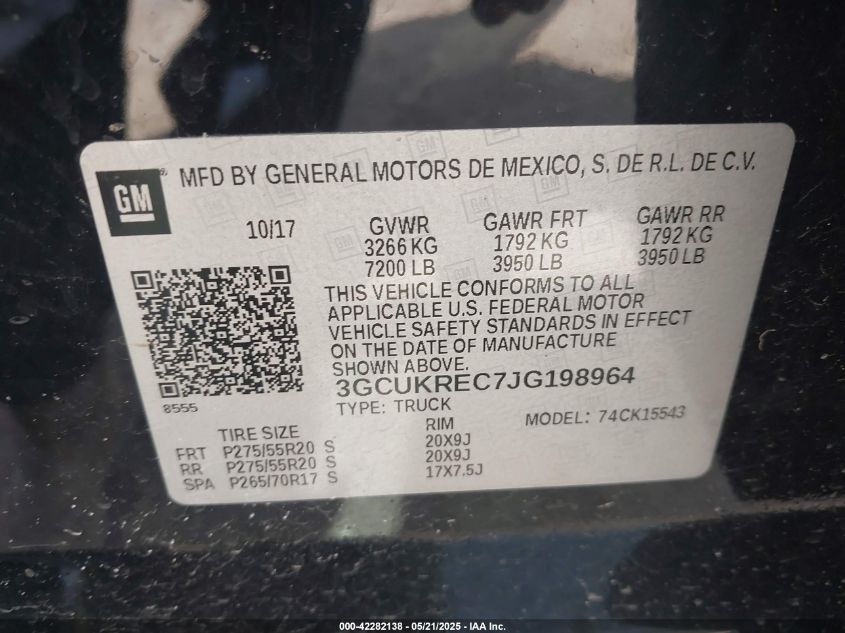 GM
MFD BY GENERAL MOTORS DE MEXICO, S. DE R.L. DE C.V.
10/17
GVWR
3266 KG
7200 LB
GAWR FRT
1792 KG
3950 LB
GAWR RR
1792 KG
3950 LB
THIS VEHICLE CONFORMS TO ALL
APPLICABLE U.S. FEDERAL MOTOR
VEHICLE SAFETY STANDARDS IN EFFECT
ON THE DATE OF MANUFACTURE
SHOWN ABOVE.
3GCUKREC7JG198964
8555
TYPE: TRUCK
MODEL: 74CK15543
TIRE SIZE RIM
FRT P275/55R20 S 20X9J
RR P275/55R20 S 20X9J
SPA P265/70R17 S 17X7.5J
000-42282138 - 05/21/2025 - IAA Inc.